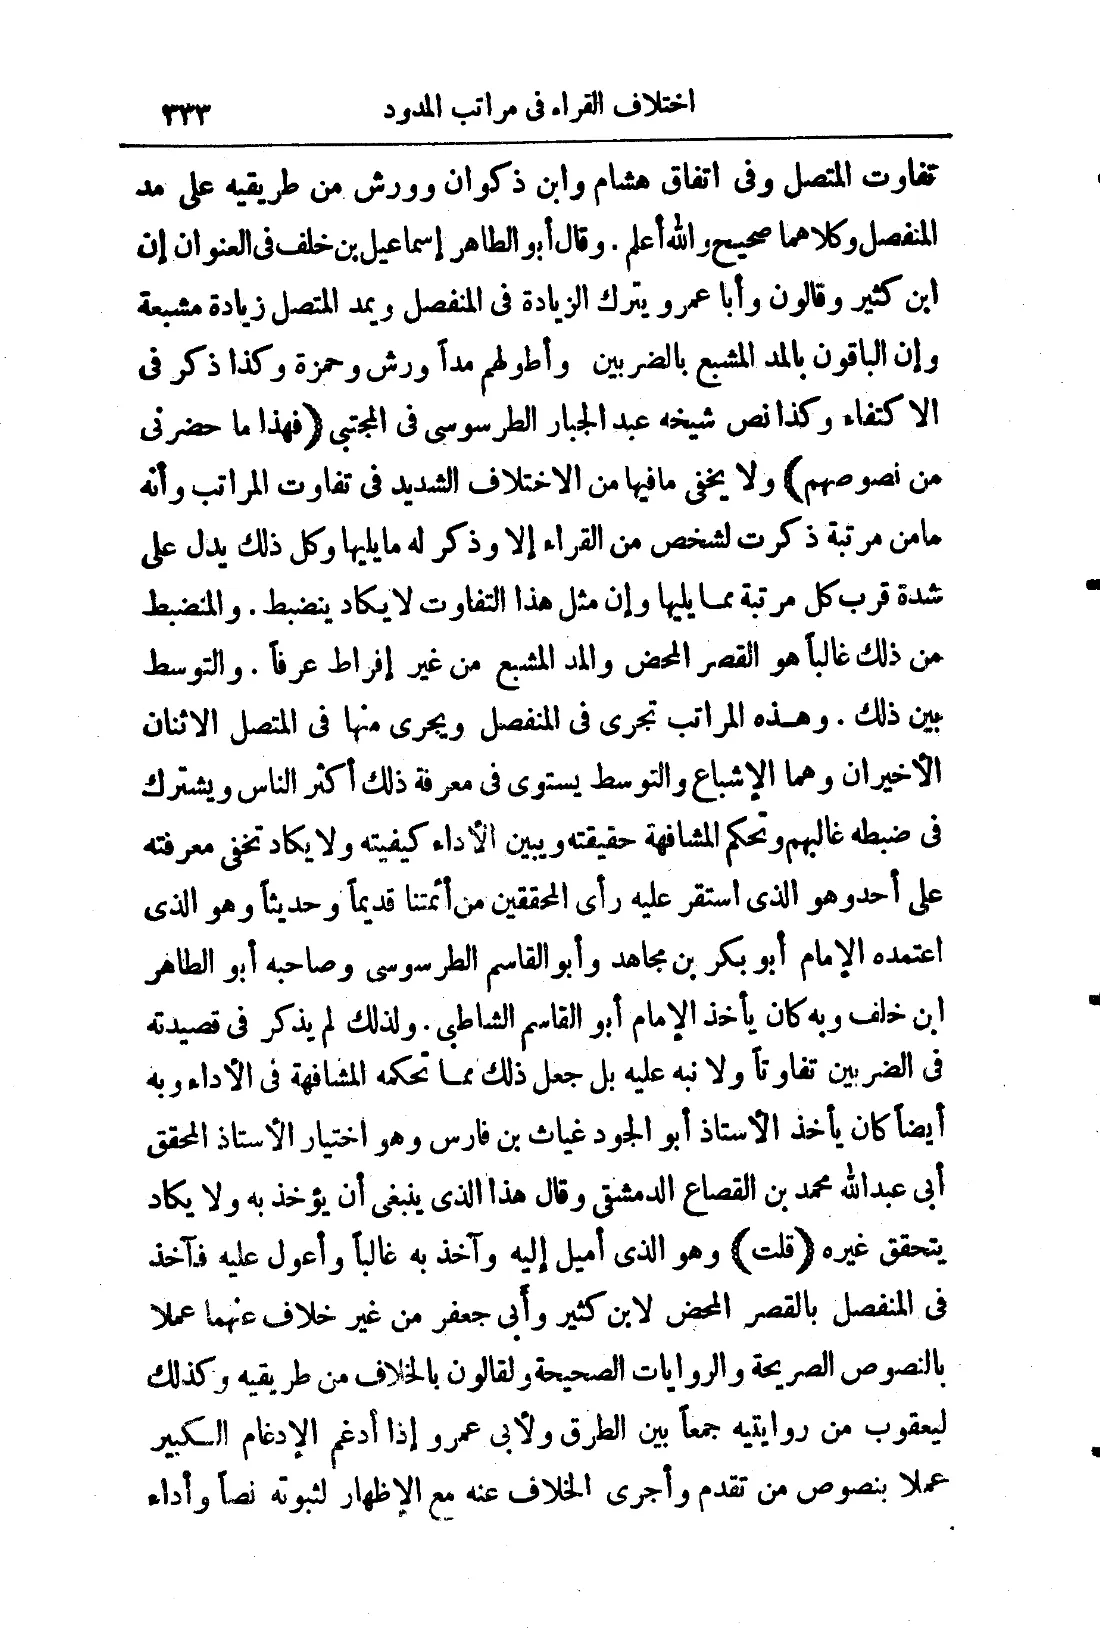 اختلاف القراء فى مراتب المدود ٣٣٣
تفاوت المتصل وفى اتفاق هشام وابن ذكوان وورش من طريقيه على مد
المنفصل وكلاهما صحيح والله أعلم . وقال أبو الطاهر إسماعيل بن خلف فى العنوان إن
ابن كثير وقالون وأبا عمرو يترك الزيادة فى المنفصل ويمد المتصل زيادة مشبعة
وإن الباقون بالمد المشبع بالضربين وأطولهم مداً ورش وحمزة وكذا ذكر فى
الاكتفاء وكذا نص شيخه عبد الجبار الطرسوسى فى المجتبى (فهذا ما حضرنى
من نصوصهم) ولا يخفى مافيها من الاختلاف الشديد فى تفاوت المراتب وأنه
مامن مرتبة ذكرت لشخص من القراء إلا وذكر له مايليها وكل ذلك يدل على
شدة قرب كل مرتبة مما يليها وإن مثل هذا التفاوت لا يكاد ينضبط . والمنضبط
من ذلك غالباً هو القصر المحض والمد المشبع من غير إفراط عرفاً . والتوسط
بين ذلك . وهذه المراتب تجرى فى المنفصل ويجرى منها فى المتصل الاثنان
الأخيران وهما الإشباع والتوسط يستوى فى معرفة ذلك أكثر الناس ويشترك
فى ضبطه غالبهم وتحكم المشافهة حقيقته ويبين الأداء كيفيته ولا يكاد تخفى معرفته
على أحد وهو الذى استقر عليه رأى المحققين من أئمتنا قديماً وحديثاً وهو الذى
اعتمده الإمام أبو بكر بن مجاهد وأبو القاسم الطرسوسى وصاحبه أبو الطاهر
ابن خلف وبه كان يأخذ الإمام أبو القاسم الشاطبى . ولذلك لم يذكر فى قصيدته
فى الضربين تفاوتاً ولا نبه عليه بل جعل ذلك مما تحكمه المشافهة فى الأداء وبه
أيضاً كان يأخذ الأستاذ أبو الجود غياث بن فارس وهو اختيار الأستاذ المحقق
أبى عبدالله محمد بن القصاع الدمشقى وقال هذا الذى ينبغى أن يؤخذ به ولا يكاد
يتحقق غيره (قلت) وهو الذى أميل إليه وآخذ به غالباً وأعول عليه فآخذ
فى المنفصل بالقصر المحض لابن كثير وأبى جعفر من غير خلاف عنهما عملا
بالنصوص الصريحة والروايات الصحيحة ولقالون بالخلاف من طريقيه وكذلك
ليعقوب من روايتيه جمعاً بين الطرق ولأبى عمرو إذا أدغم الإدغام الكبير
عملا بنصوص من تقدم وأجرى الخلاف عنه مع الإظهار لثبوته نصاً وأداء